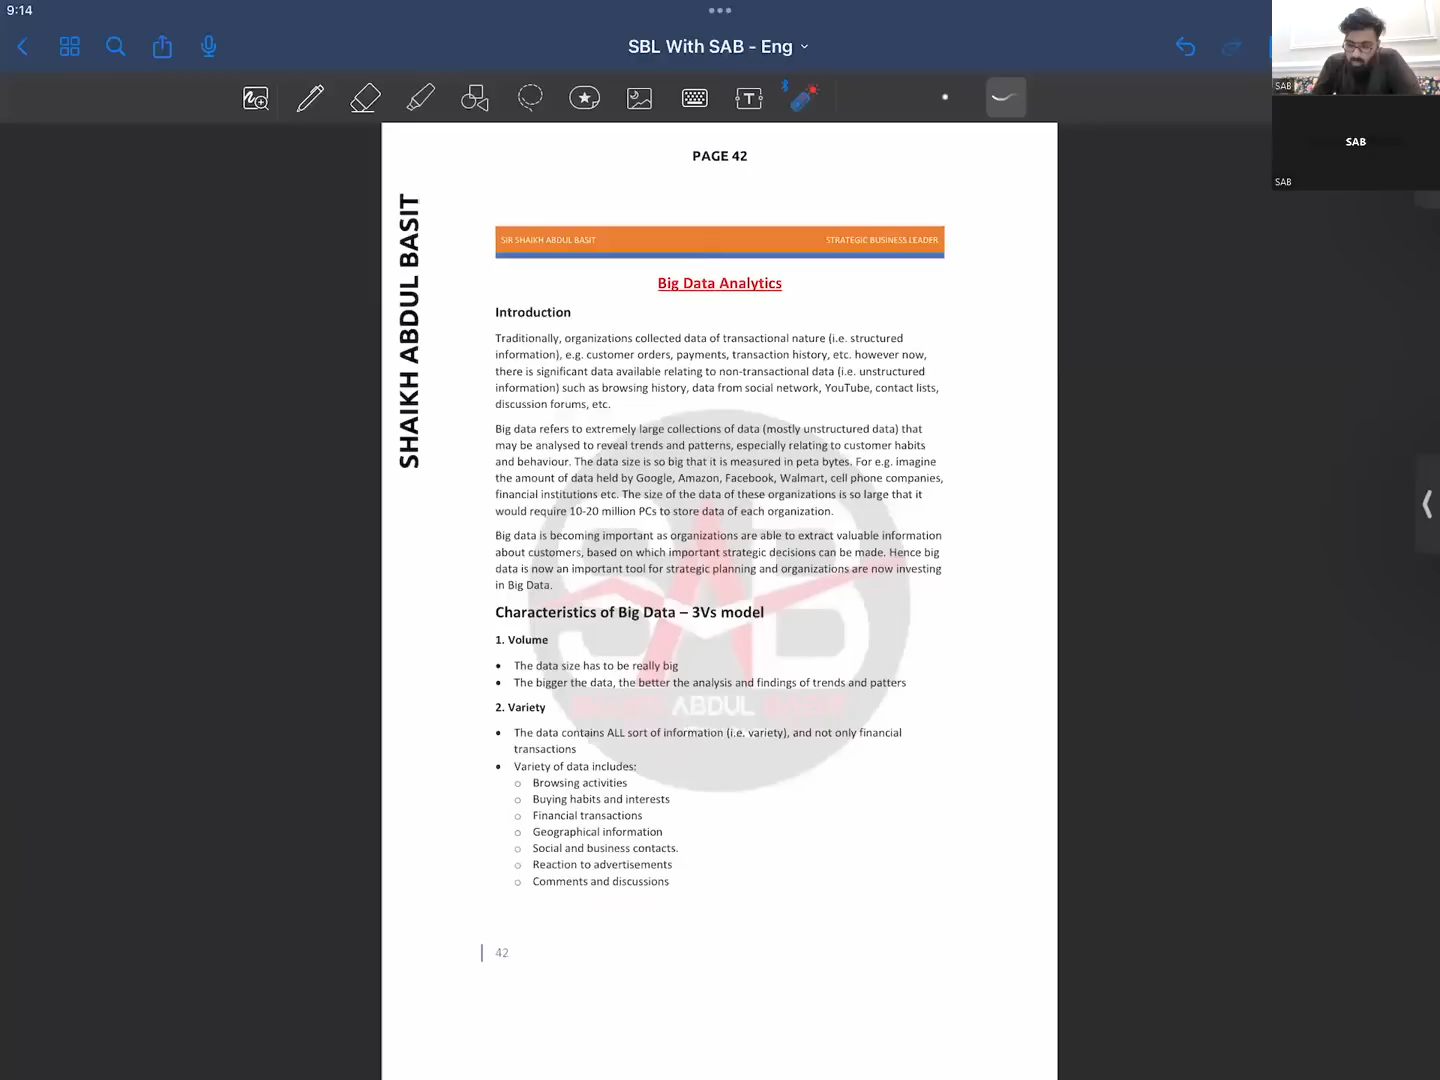 9:14
SBL With SAB - Eng
SAB
SAB
SAB
PAGE 42
SHAIKH ABDUL BASIT
SIR SHAIKH ABDUL BASIT
STRATEGIC BUSINESS LEADER
Big Data Analytics
Introduction
Traditionally, organizations collected data of transactional nature (i.e. structured
information), e.g. customer orders, payments, transaction history, etc. however now,
there is significant data available relating to non-transactional data (i.e. unstructured
information) such as browsing history, data from social network, YouTube, contact lists,
discussion forums, etc.
Big data refers to extremely large collections of data (mostly unstructured data) that
may be analysed to reveal trends and patterns, especially relating to customer habits
and behaviour. The data size is so big that it is measured in peta bytes. For e.g. imagine
the amount of data held by Google, Amazon, Facebook, Walmart, cell phone companies,
financial institutions etc. The size of the data of these organizations is so large that it
would require 10-20 million PCs to store data of each organization.
Big data is becoming important as organizations are able to extract valuable information
about customers, based on which important strategic decisions can be made. Hence big
data is now an important tool for strategic planning and organizations are now investing
in Big Data.
Characteristics of Big Data – 3Vs model
1. Volume
• The data size has to be really big
• The bigger the data, the better the analysis and findings of trends and patters
2. Variety
• The data contains ALL sort of information (i.e. variety), and not only financial
transactions
• Variety of data includes:
o Browsing activities
o Buying habits and interests
o Financial transactions
o Geographical information
o Social and business contacts.
o Reaction to advertisements
o Comments and discussions
SAB
SHAIKH ABDUL BASIT
42